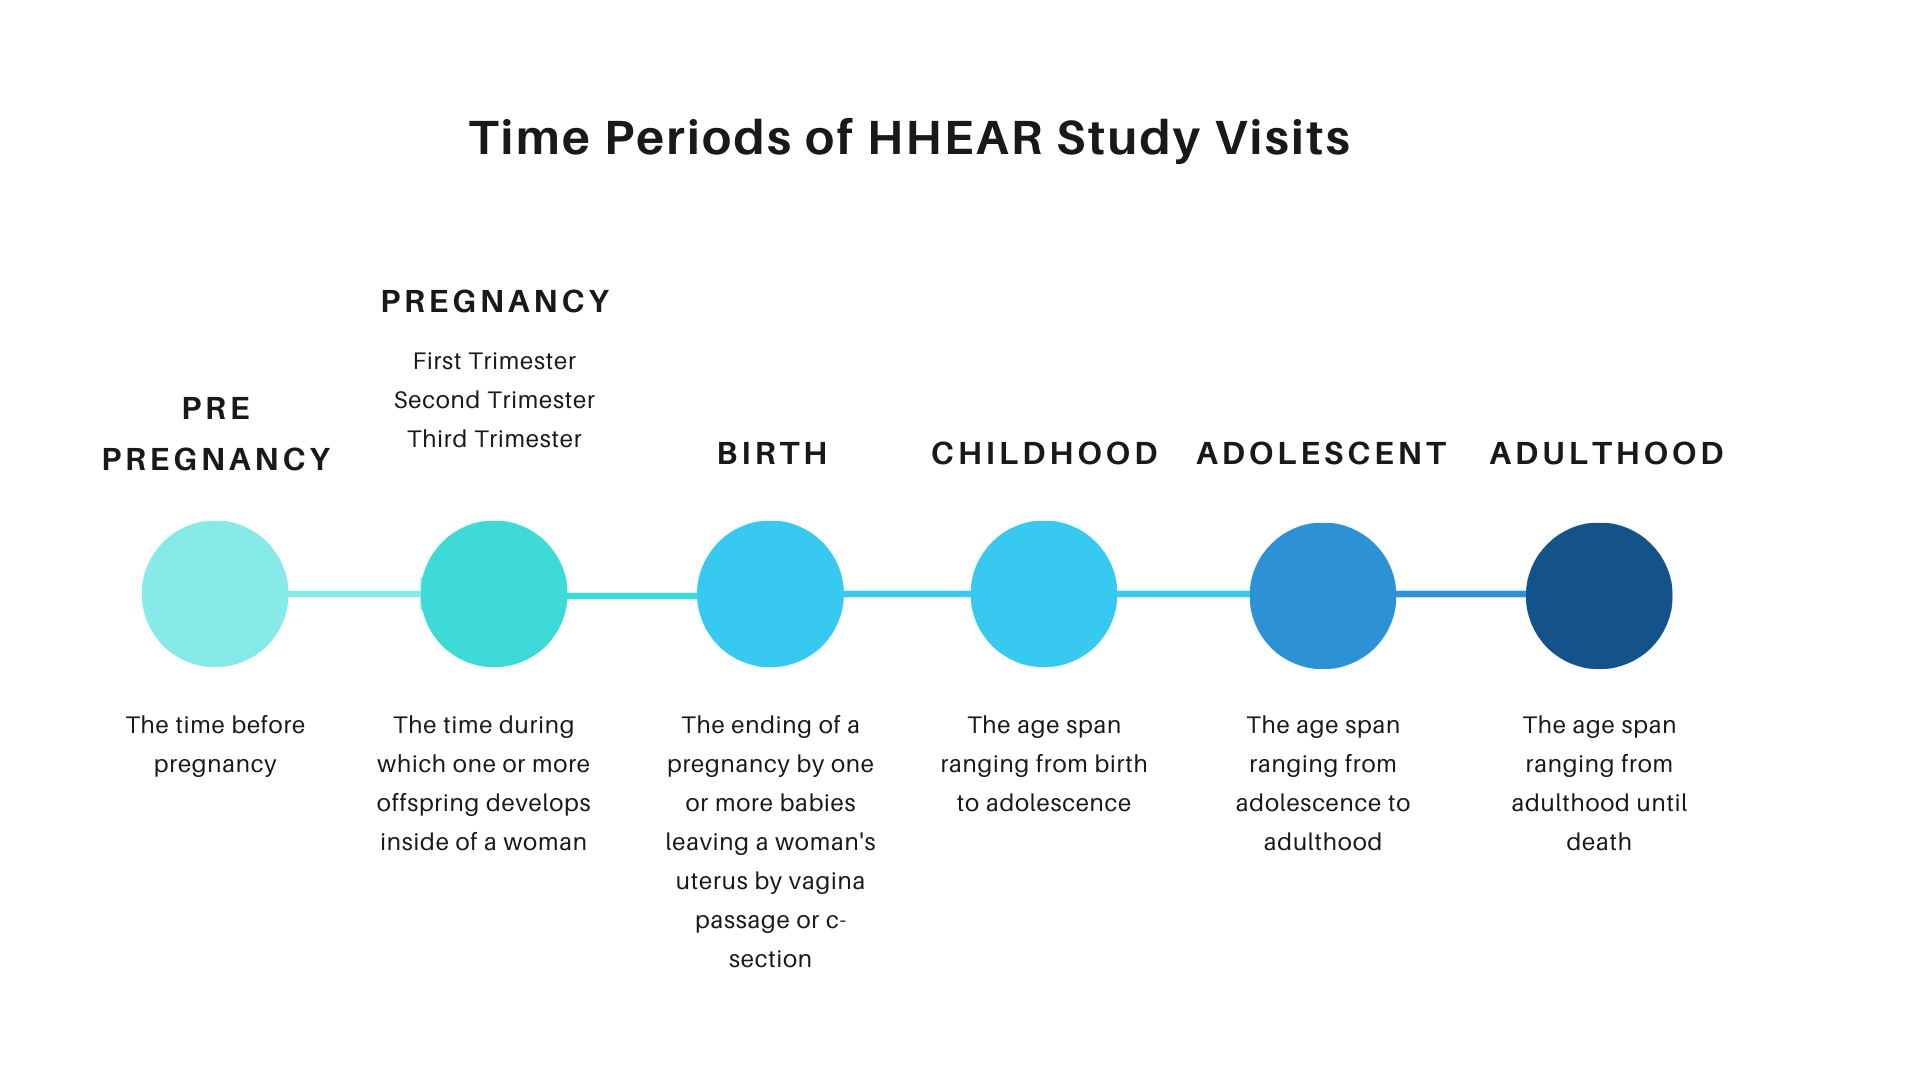 Time Periods of HHEAR Study Visits
PRE
PREGNANCY
The time before
pregnancy
PREGNANCY
First Trimester
Second Trimester
Third Trimester
The time during
which one or more
offspring develops
inside of a woman
BIRTH
The ending of a
pregnancy by one
or more babies
leaving a woman's
uterus by vagina
passage or c-
section
CHILDHOOD
The age span
ranging from birth
to adolescence
ADOLESCENT
The age span
ranging from
adolescence to
adulthood
ADULTHOOD
The age span
ranging from
adulthood until
death